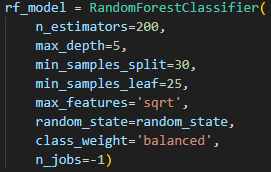 rf_model = RandomForestClassifier(
    n_estimators=200,
    max_depth=5,
    min_samples_split=30,
    min_samples_leaf=25,
    max_features='sqrt',
    random_state=random_state,
    class_weight='balanced',
    n_jobs=-1)